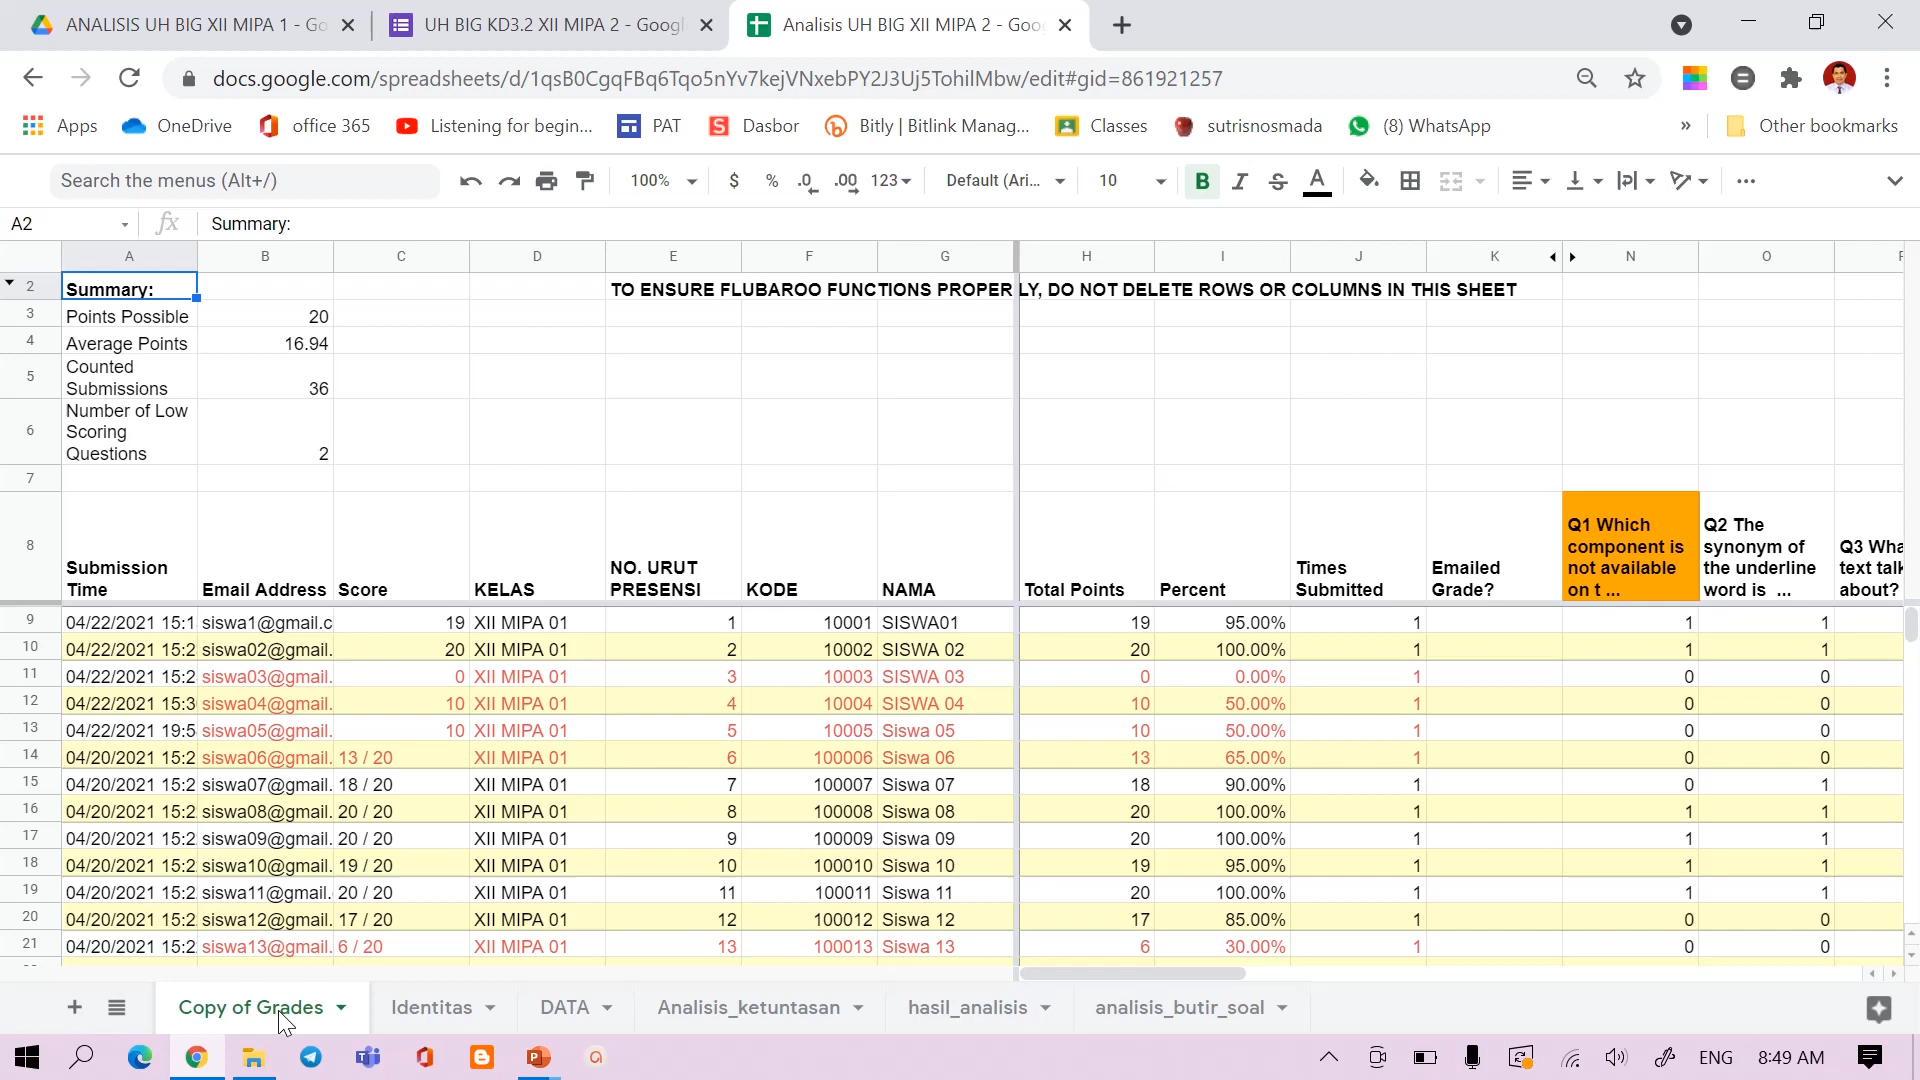 ANALISIS UH BIG XII MIPA 1 - Go
UH BIG KD3.2 XII MIPA 2 - Googl
Analisis UH BIG XII MIPA 2 - Goo
docs.google.com/spreadsheets/d/1qsB0CgqFBq6Tqo5nYv7kejVNxebPY2J3Uj5TohilMbw/edit#gid=861921257
Apps OneDrive office 365 Listening for begin... PAT Dasbor Bitly | Bitlink Manag... Classes sutrisnosmada (8) WhatsApp » Other bookmarks
Search the menus (Alt+/) 100% $ % .0 .00 123 Default (Ari... 10 B I S A
A2 fx Summary:
A B C D E F G H I J K N O
2 Summary: TO ENSURE FLUBAROO FUNCTIONS PROPERLY, DO NOT DELETE ROWS OR COLUMNS IN THIS SHEET
3 Points Possible 20
4 Average Points 16.94
5 Counted Submissions 36
6 Number of Low Scoring Questions 2
7
8 Submission Time Email Address Score KELAS NO. URUT PRESENSI KODE NAMA Total Points Percent Times Submitted Emailed Grade? Q1 Which component is not available on t ... Q2 The synonym of the underline word is ... Q3 Wha text talk about?
9 04/22/2021 15:1 siswa1@gmail.c 19 XII MIPA 01 1 10001 SISWA01 19 95.00% 1 1 1
10 04/22/2021 15:2 siswa02@gmail. 20 XII MIPA 01 2 10002 SISWA 02 20 100.00% 1 1 1
11 04/22/2021 15:2 siswa03@gmail. 0 XII MIPA 01 3 10003 SISWA 03 0 0.00% 1 0 0
12 04/22/2021 15:3 siswa04@gmail. 10 XII MIPA 01 4 10004 SISWA 04 10 50.00% 1 0 0
13 04/22/2021 19:5 siswa05@gmail. 10 XII MIPA 01 5 10005 Siswa 05 10 50.00% 1 0 0
14 04/20/2021 15:2 siswa06@gmail. 13 / 20 XII MIPA 01 6 100006 Siswa 06 13 65.00% 1 0 0
15 04/20/2021 15:2 siswa07@gmail. 18 / 20 XII MIPA 01 7 100007 Siswa 07 18 90.00% 1 0 1
16 04/20/2021 15:2 siswa08@gmail. 20 / 20 XII MIPA 01 8 100008 Siswa 08 20 100.00% 1 1 1
17 04/20/2021 15:2 siswa09@gmail. 20 / 20 XII MIPA 01 9 100009 Siswa 09 20 100.00% 1 1 1
18 04/20/2021 15:2 siswa10@gmail. 19 / 20 XII MIPA 01 10 100010 Siswa 10 19 95.00% 1 1 1
19 04/20/2021 15:2 siswa11@gmail. 20 / 20 XII MIPA 01 11 100011 Siswa 11 20 100.00% 1 1 1
20 04/20/2021 15:2 siswa12@gmail. 17 / 20 XII MIPA 01 12 100012 Siswa 12 17 85.00% 1 0 0
21 04/20/2021 15:2 siswa13@gmail. 6 / 20 XII MIPA 01 13 100013 Siswa 13 6 30.00% 1 0 0
Copy of Grades Identitas DATA Analisis_ketuntasan hasil_analisis analisis_butir_soal
ENG 8:49 AM